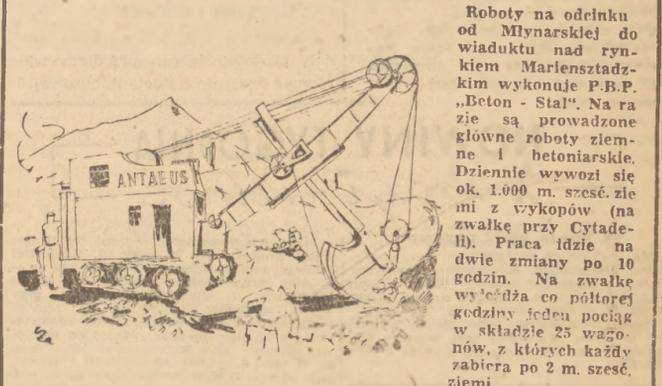 ANTAEUS
Roboty na odcinku
od Młynarskiej do
wiaduktu nad ryn-
kiem Mariensztadz-
kim wykonuje P.B.P.
„Beton - Stal“. Na ra
zie są prowadzone
główne roboty ziem-
ne i betoniarskie.
Dziennie wywozi się
ok. 1.000 m. sześć. zie
mi z wykopów (na
zwałkę przy Cytade-
li). Praca idzie na
dwie zmiany po 10
godzin. Na zwałkę
wyjeżdża co półtorej
godziny jeden pociąg
w składzie 25 wago-
nów, z których każdy
zabiera po 2 m. sześć.
ziemi.